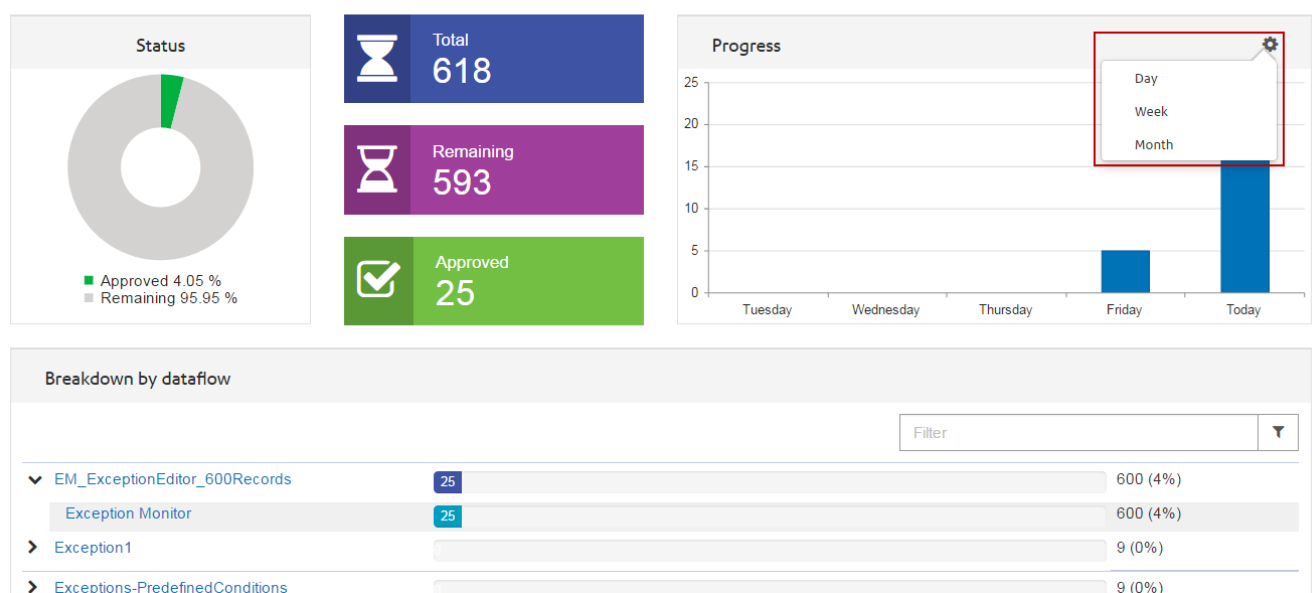 Status
Approved 4.05 %
Remaining 95.95 %
Total
618
Remaining
593
Approved
25
Progress
Day
Week
Month
25
20
15
10
5
0
Tuesday Wednesday Thursday Friday Today
Breakdown by dataflow
Filter
EM_ExceptionEditor_600Records 25 600 (4%)
Exception Monitor 25 600 (4%)
Exception1 0 9 (0%)
Exceptions-PredefinedConditions 9 (0%)